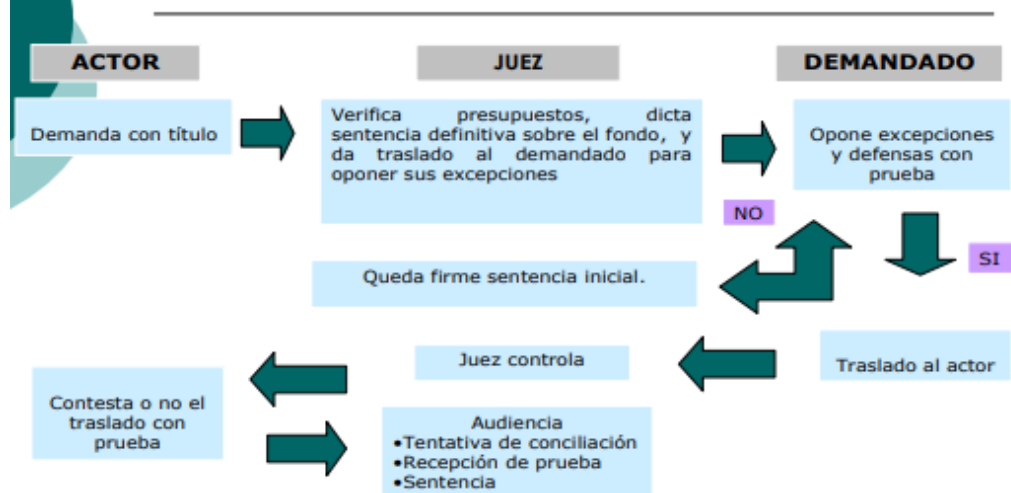 ACTOR
JUEZ
DEMANDADO
Demanda con título
Verifica presupuestos, dicta
sentencia definitiva sobre el fondo, y
da traslado al demandado para
oponer sus excepciones
Opone excepciones
y defensas con
prueba
NO
SI
Queda firme sentencia inicial.
Traslado al actor
Juez controla
Contesta o no el
traslado con
prueba
Audiencia
•Tentativa de conciliación
•Recepción de prueba
•Sentencia